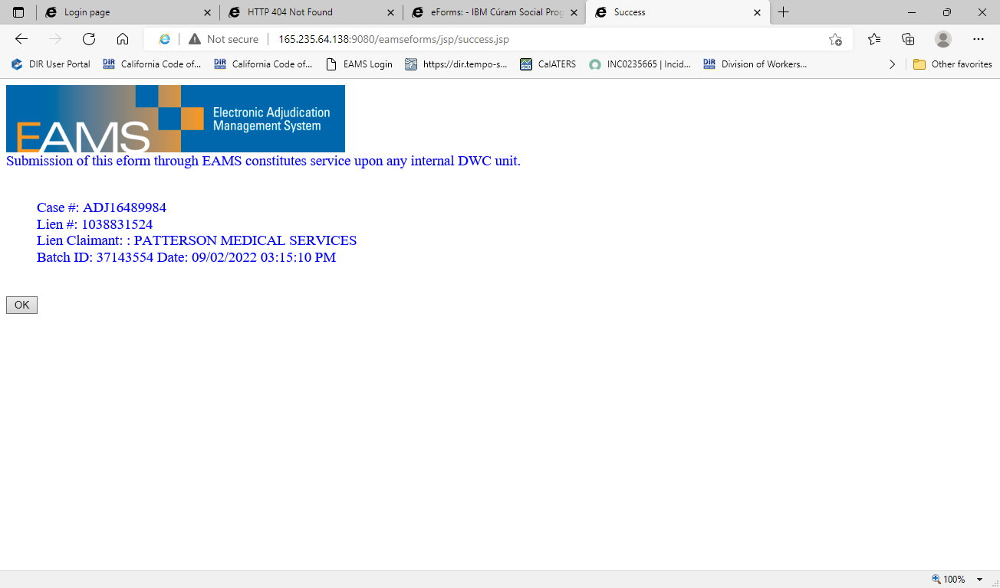 Login page
HTTP 404 Not Found
eForms: - IBM Cúram Social Prog
Success
Not secure
165.235.64.138:9080/eamseforms/jsp/success.jsp
DIR User Portal
DIR California Code of...
DIR California Code of...
EAMS Login
https://dir.tempo-s...
SCO CalATERS
INC0235665 | Incid...
DIR Division of Workers...
Other favorites
EAMS
Electronic Adjudication
Management System
Submission of this eform through EAMS constitutes service upon any internal DWC unit.
Case #: ADJ16489984
Lien #: 1038831524
Lien Claimant: : PATTERSON MEDICAL SERVICES
Batch ID: 37143554 Date: 09/02/2022 03:15:10 PM
OK
100%